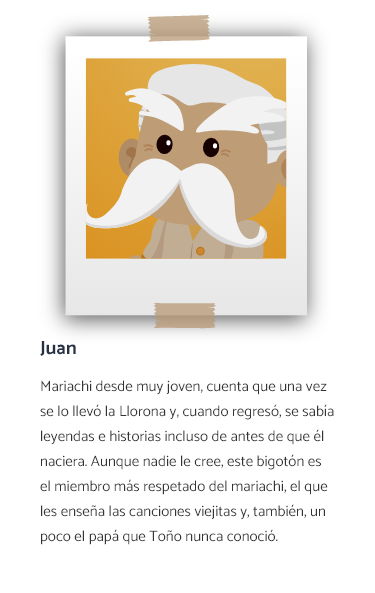 Juan
Mariachi desde muy joven, cuenta que una vez
se lo llevó la Llorona y, cuando regresó, se sabía
leyendas e historias incluso de antes de que él
naciera. Aunque nadie le cree, este bigotón es
el miembro más respetado del mariachi, el que
les enseña las canciones viejitas y, también, un
poco el papá que Toño nunca conoció.